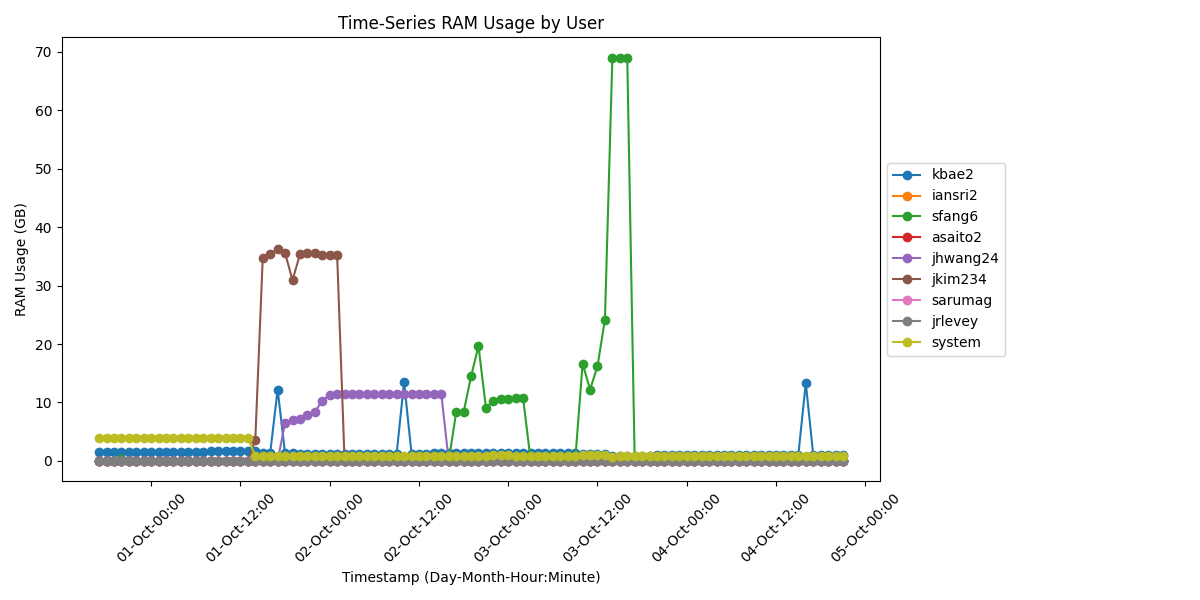 Time-Series RAM Usage by User
RAM Usage (GB)
70
60
50
40
30
20
10
0
01-Oct-00:00
01-Oct-12:00
02-Oct-00:00
02-Oct-12:00
03-Oct-00:00
03-Oct-12:00
04-Oct-00:00
04-Oct-12:00
05-Oct-00:00
Timestamp (Day-Month-Hour:Minute)
kbae2
iansri2
sfang6
asaito2
jhwang24
jkim234
sarumag
jrlevey
system